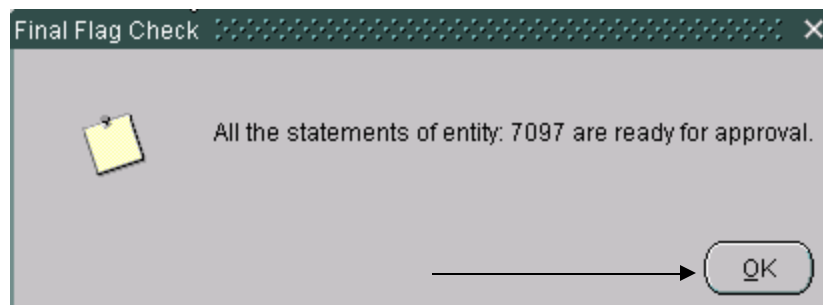 Final Flag Check
All the statements of entity: 7097 are ready for approval.
OK